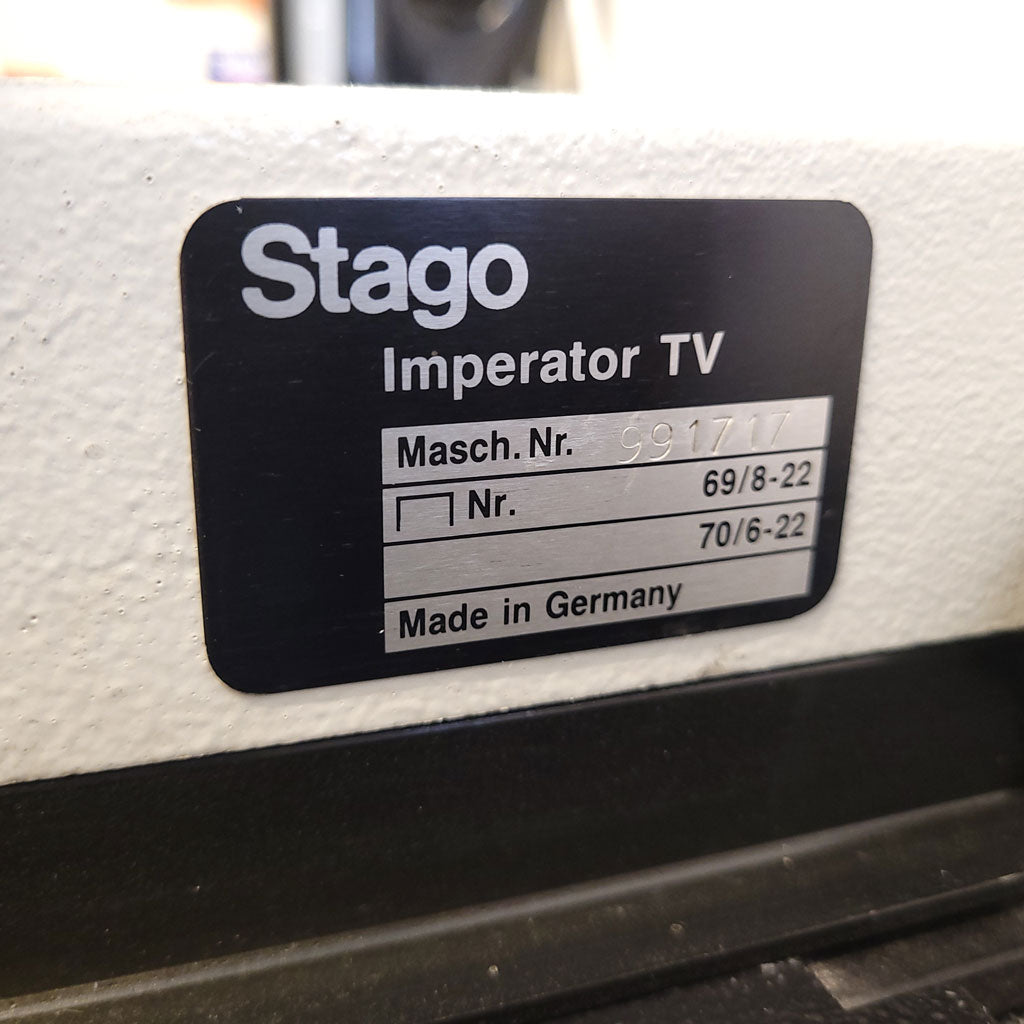 Stago
Imperator TV
Masch. Nr. 991717
Nr. 69/8-22
70/6-22
Made in Germany